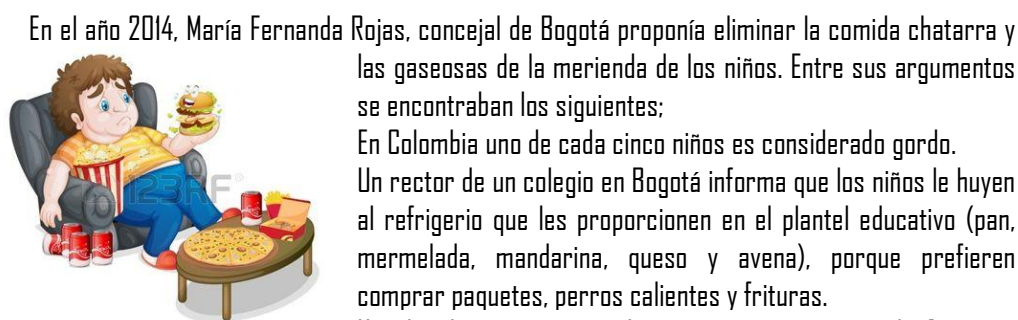 En el año 2014, María Fernanda Rojas, concejal de Bogotá proponía eliminar la comida chatarra y
las gaseosas de la merienda de los niños. Entre sus argumentos
se encontraban los siguientes;
En Colombia uno de cada cinco niños es considerado gordo.
Un rector de un colegio en Bogotá informa que los niños le huyen
al refrigerio que les proporcionen en el plantel educativo (pan,
mermelada, mandarina, queso y avena), porque prefieren
comprar paquetes, perros calientes y frituras.
123RF